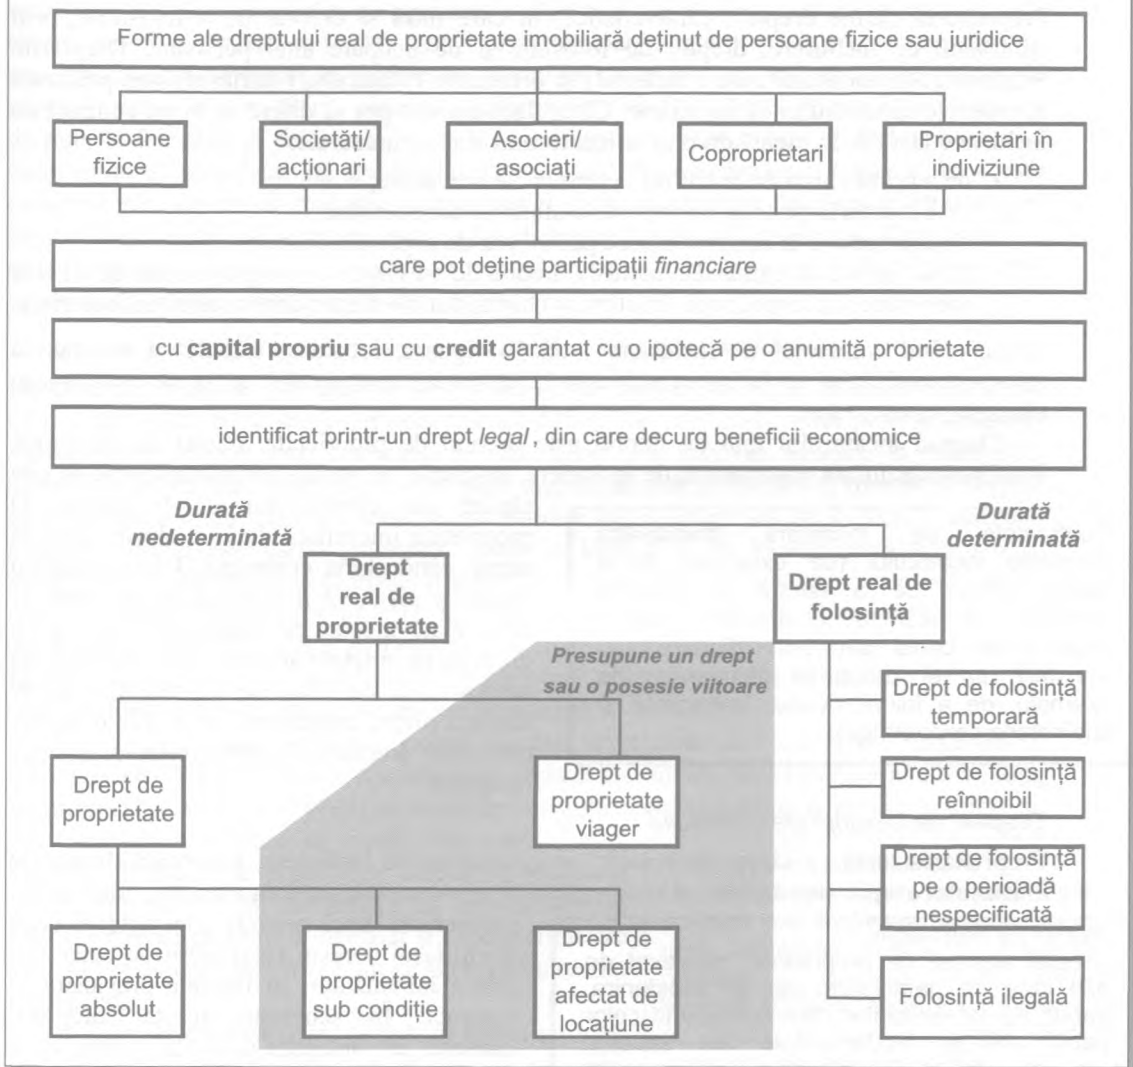 Forme ale dreptului real de proprietate imobiliară deținut de persoane fizice sau juridice
Persoane
fizice
Societăți/
acționari
Asocieri/
asociați
Coproprietari
Proprietari în
indiviziune
care pot deține participații financiare
cu capital propriu sau cu credit garantat cu o ipotecă pe o anumită proprietate
identificat printr-un drept legal, din care decurg beneficii economice
Durată
nedeterminată
Durată
determinată
Drept
real de
proprietate
Drept real de
folosință
Presupune un drept
sau o posesie viitoare
Drept de folosință
temporară
Drept de
proprietate
Drept de
proprietate
viager
Drept de folosință
reînnoibil
Drept de folosință
pe o perioadă
nespecificată
Drept de
proprietate
absolut
Drept de
proprietate
sub condiție
Drept de
proprietate
afectat de
locațiune
Folosință ilegală